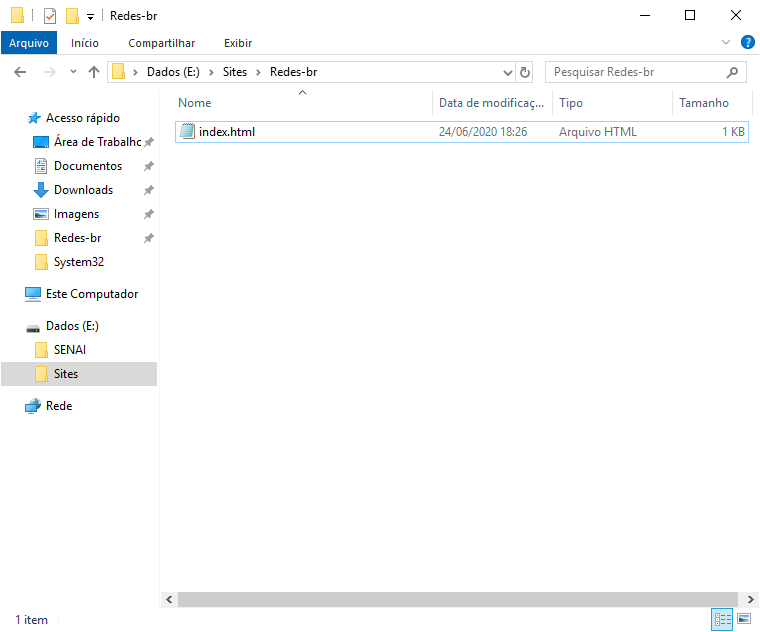 Redes-br
Arquivo Início Compartilhar Exibir
Dados (E:) Sites Redes-br Pesquisar Redes-br
Nome Data de modificaç... Tipo Tamanho
index.html 24/06/2020 18:26 Arquivo HTML 1 KB
Acesso rápido
Área de Trabalho
Documentos
Downloads
Imagens
Redes-br
System32
Este Computador
Dados (E:)
SENAI
Sites
Rede
1 item